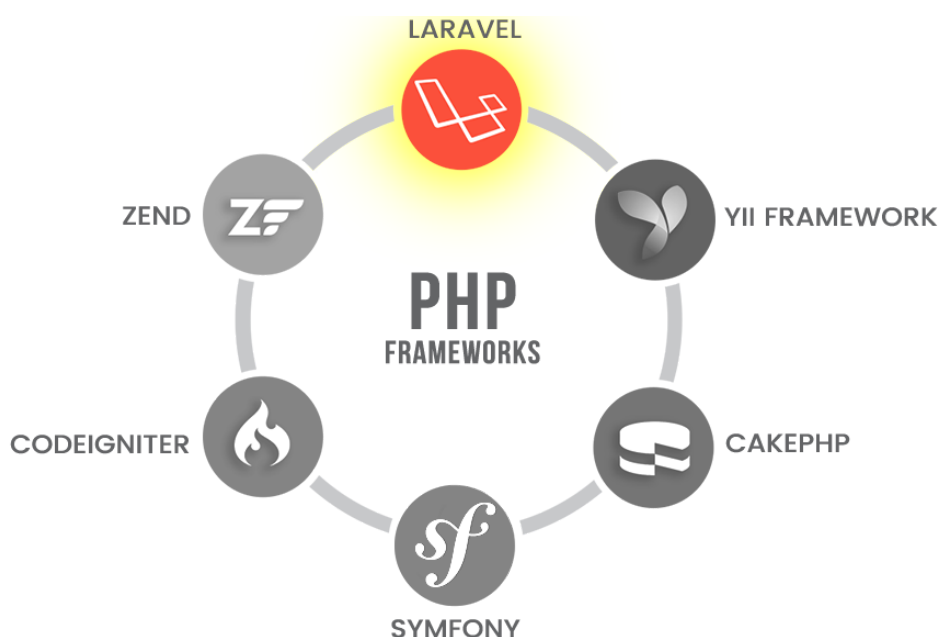 LARAVEL
ZEND
YII FRAMEWORK
PHP
FRAMEWORKS
CODEIGNITER
CAKEPHP
SYMFONY